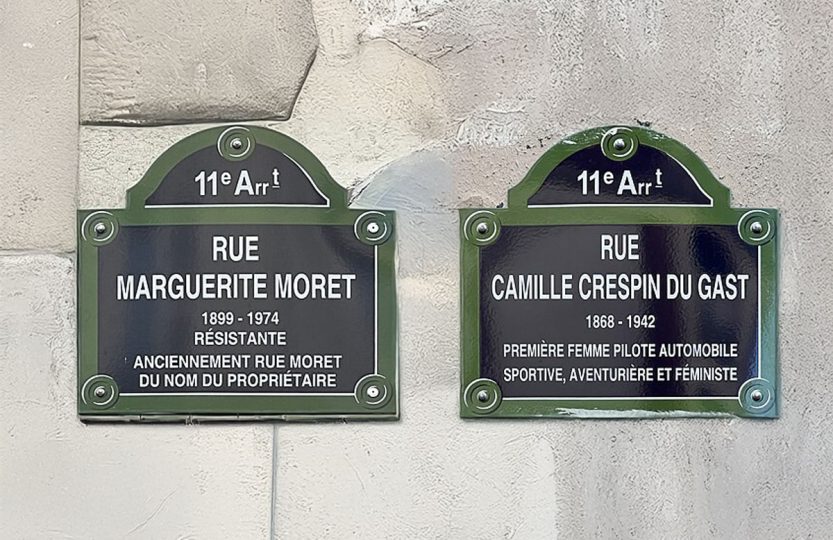 11e Arrt
RUE
MARGUERITE MORET
1899 - 1974
RÉSISTANTE
ANCIENNEMENT RUE MORET
DU NOM DU PROPRIÉTAIRE
11e Arrt
RUE
CAMILLE CRESPIN DU GAST
1868 - 1942
PREMIÈRE FEMME PILOTE AUTOMOBILE
SPORTIVE, AVENTURIÈRE ET FÉMINISTE